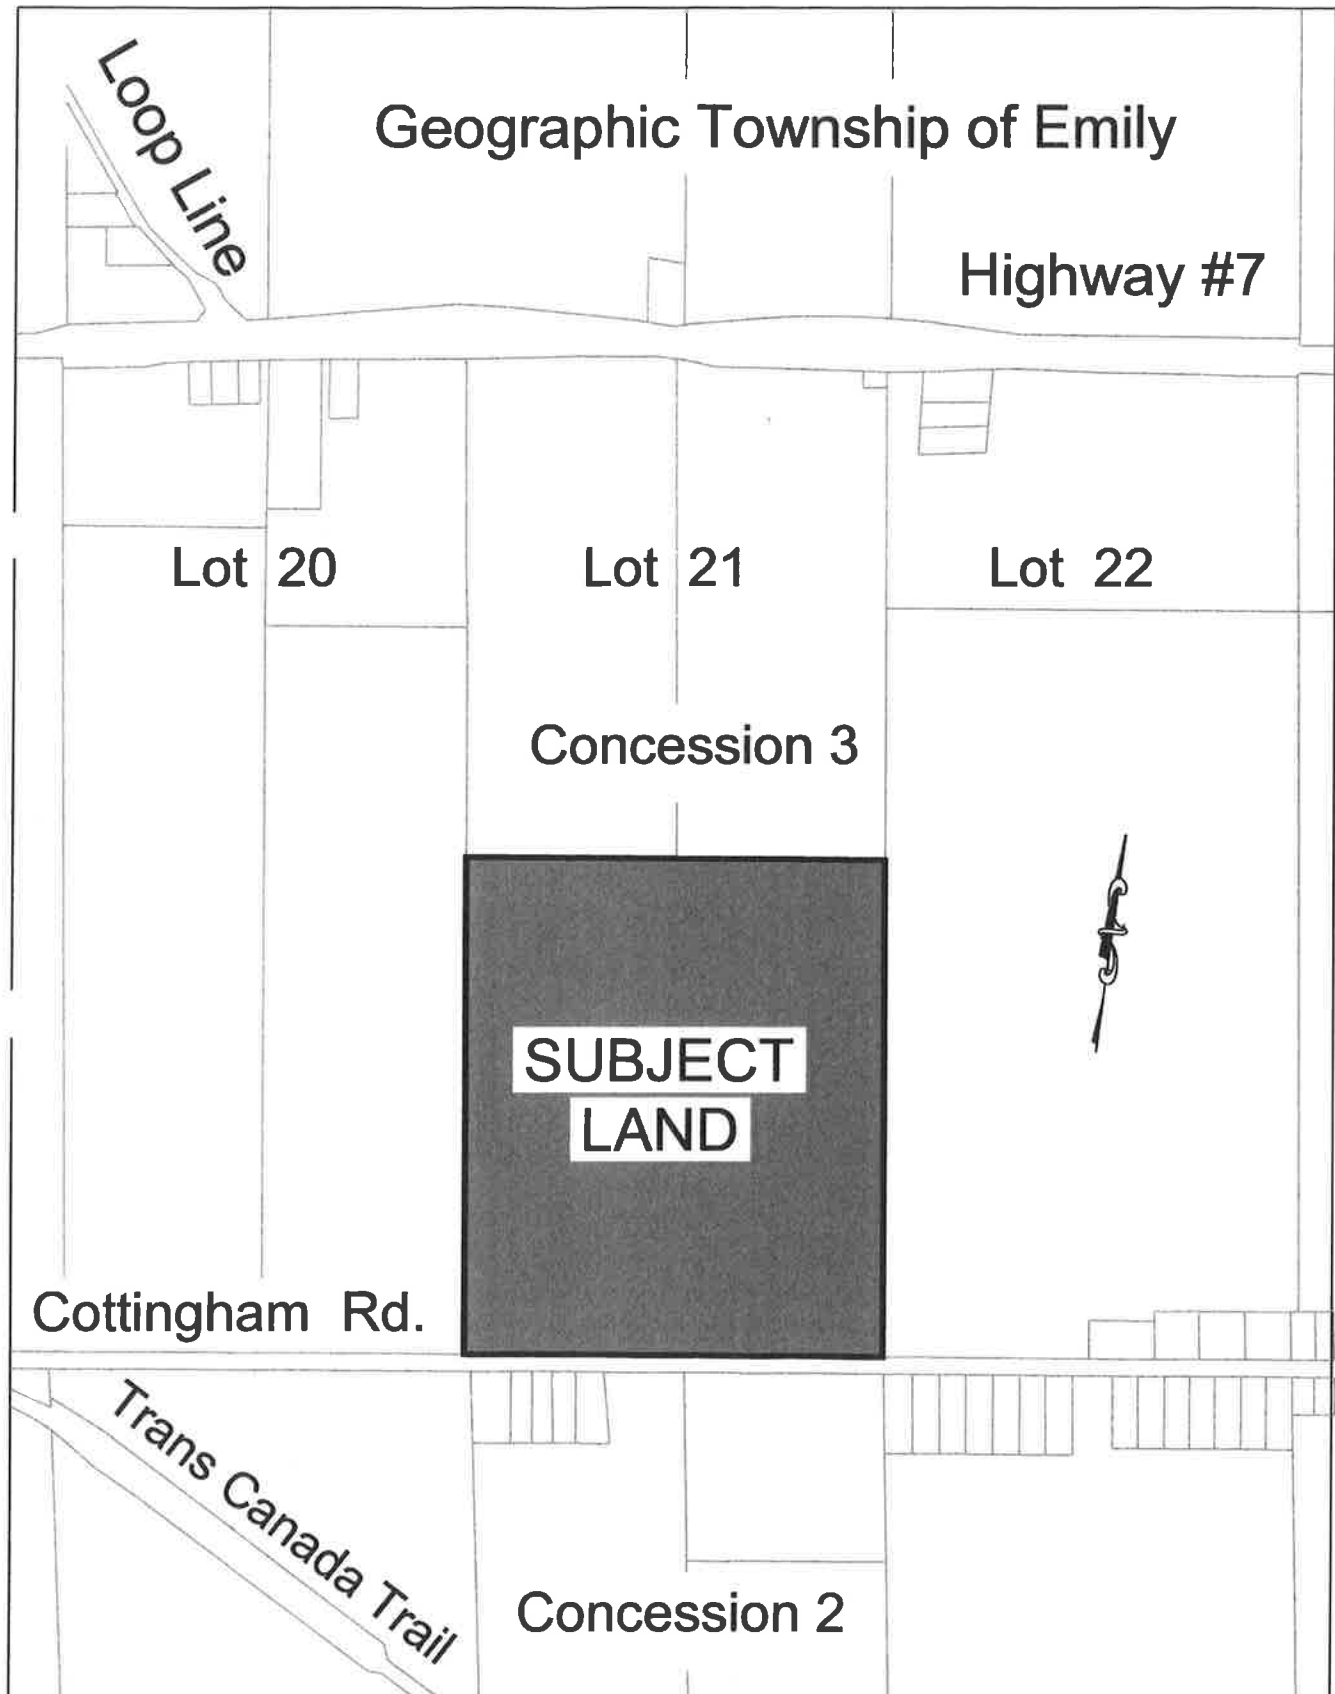 Loop Line
Geographic Township of Emily
Highway #7
Lot 20
Lot 21
Lot 22
Concession 3
SUBJECT
LAND
Cottingham Rd.
Trans Canada Trail
Concession 2